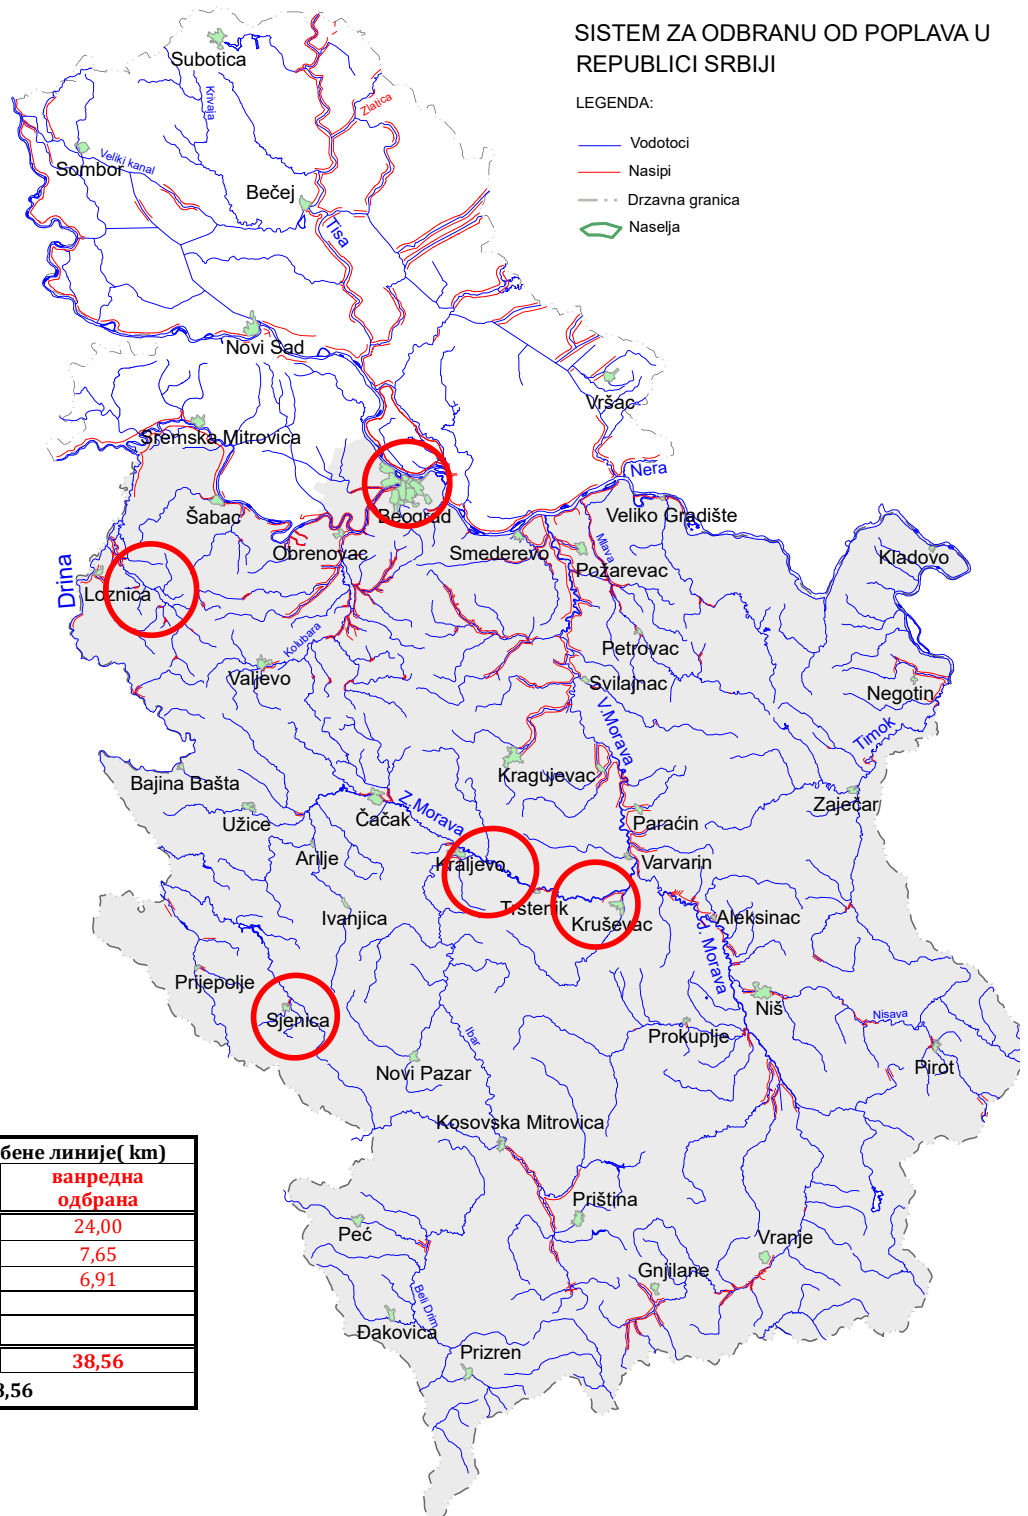 SISTEM ZA ODBRANU OD POPLAVA U
REPUBLICI SRBIJI
LEGENDA:
Vodotoci
Nasipi
Drzavna granica
Naselja
Subotica
Krivaja
Zlatica
Sombor
Veliki kanal
Bečej
Tisa
Novi Sad
Vršac
Sremska Mitrovica
Nera
Šabac
Beograd
Veliko Gradište
Obrenovac
Smederevo
Mlava
Požarevac
Kladovo
Drina
Loznica
Kolubara
Petrovac
Valjevo
Svilajnac
Negotin
V.Morava
Timok
Kragujevac
Bajina Bašta
Užice
Čačak
Z.Morava
Paraćin
Zaječar
Arilje
Kraljevo
Varvarin
Ivanjica
Trstenik
Kruševac
Aleksinac
J. Morava
Prijepolje
Sjenica
Niš
Nisava
Ibar
Prokuplje
Novi Pazar
Pirot
Kosovska Mitrovica
Priština
Peć
Vranje
Gnjilane
Beli Drim
Đakovica
Prizren
бене линије( km)
ванредна
одбрана
24,00
7,65
6,91
38,56
8,56